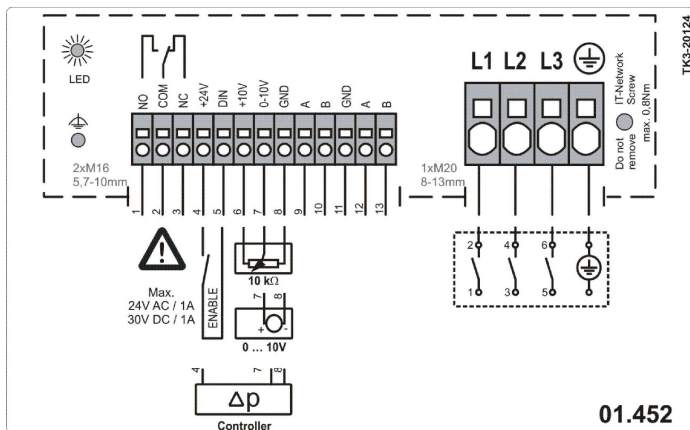 TK3-20124
LED
NO
COM
NC
+24V
DIN
+10V
0-10V
GND
A
B
GND
A
B
L1 L2 L3
IT-Network
Screw
Do not
remove
max. 0,8Nm
2xM16
5,7-10mm
1xM20
8-13mm
1
2
3
4
5
6
7
8
9
10
11
12
13
Max.
24V AC / 1A
30V DC / 1A
ENABLE
10 kΩ
7 8
+ -
0 ... 10V
4 7 8
Δp
Controller
2 4 6
1 3 5
01.452